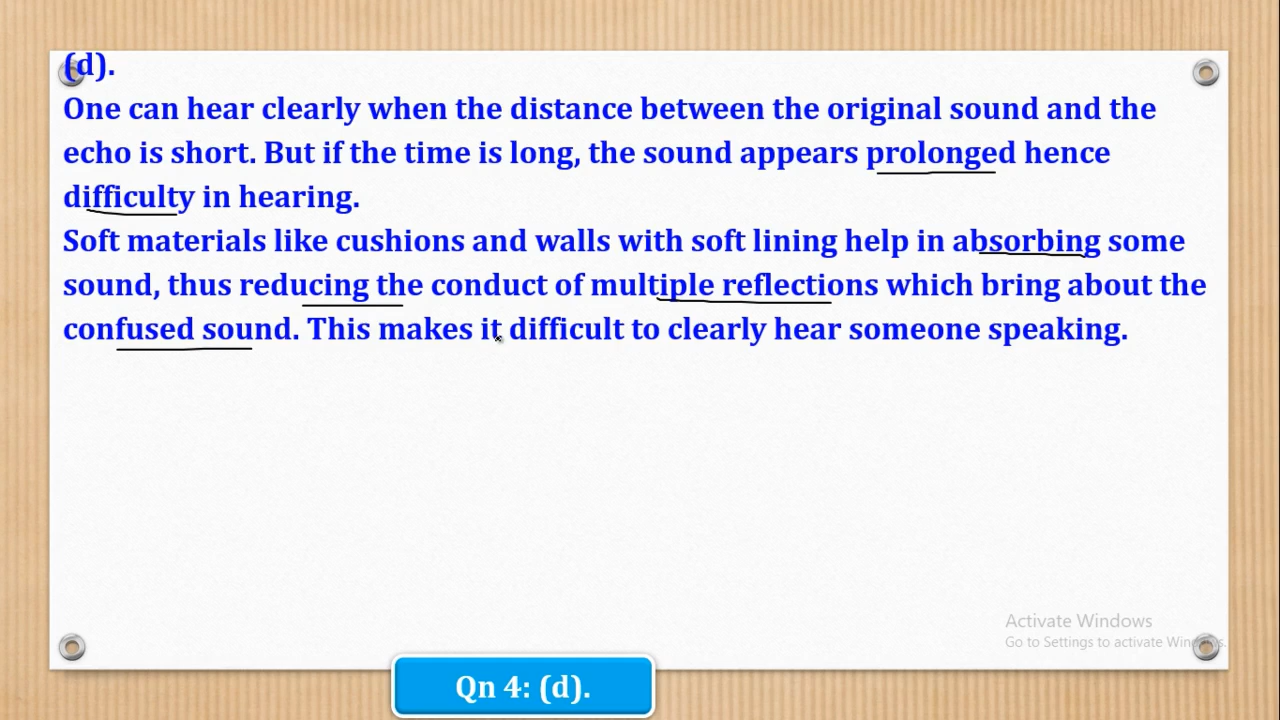 (d).
One can hear clearly when the distance between the original sound and the
echo is short. But if the time is long, the sound appears prolonged hence
difficulty in hearing.
Soft materials like cushions and walls with soft lining help in absorbing some
sound, thus reducing the conduct of multiple reflections which bring about the
confused sound. This makes it difficult to clearly hear someone speaking.
Activate Windows
Go to Settings to activate Windows.
Qn 4: (d).